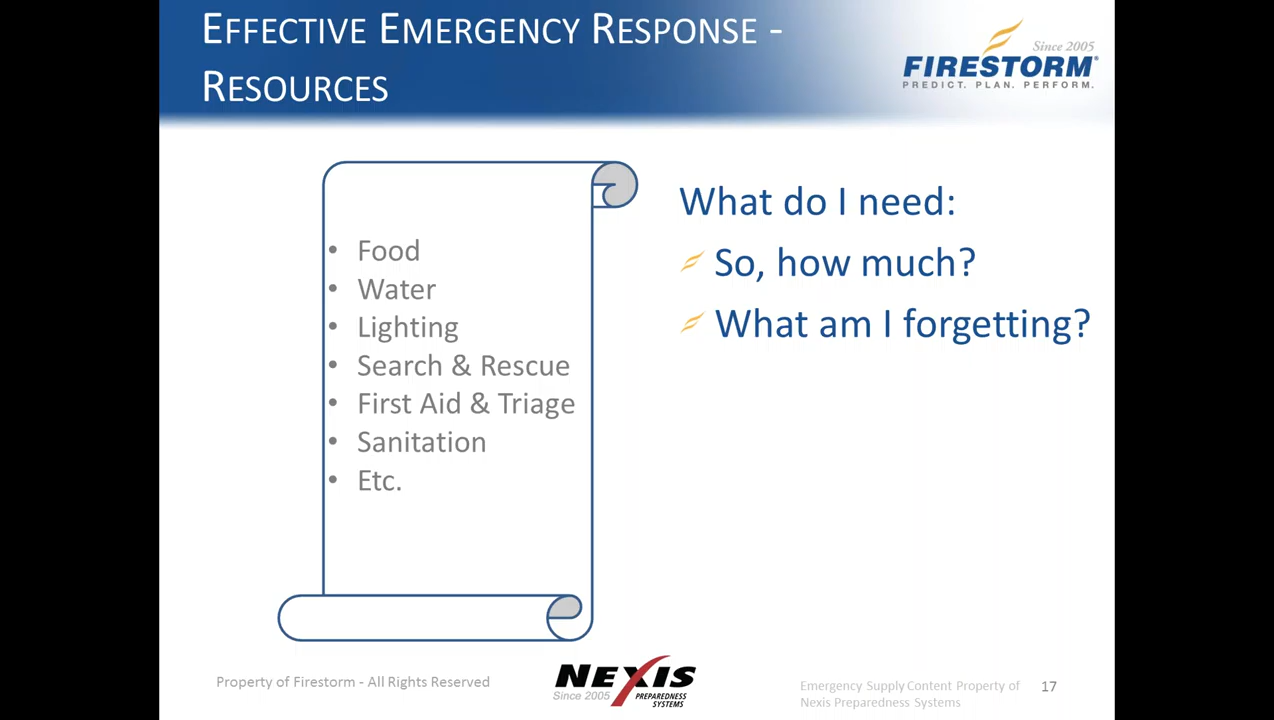 EFFECTIVE EMERGENCY RESPONSE -
RESOURCES
Since 2005
FIRESTORM®
PREDICT. PLAN. PERFORM.
• Food
• Water
• Lighting
• Search & Rescue
• First Aid & Triage
• Sanitation
• Etc.
What do I need:
So, how much?
What am I forgetting?
Property of Firestorm - All Rights Reserved
NEXIS
Since 2005
PREPAREDNESS
SYSTEMS
Emergency Supply Content Property of
Nexis Preparedness Systems
17